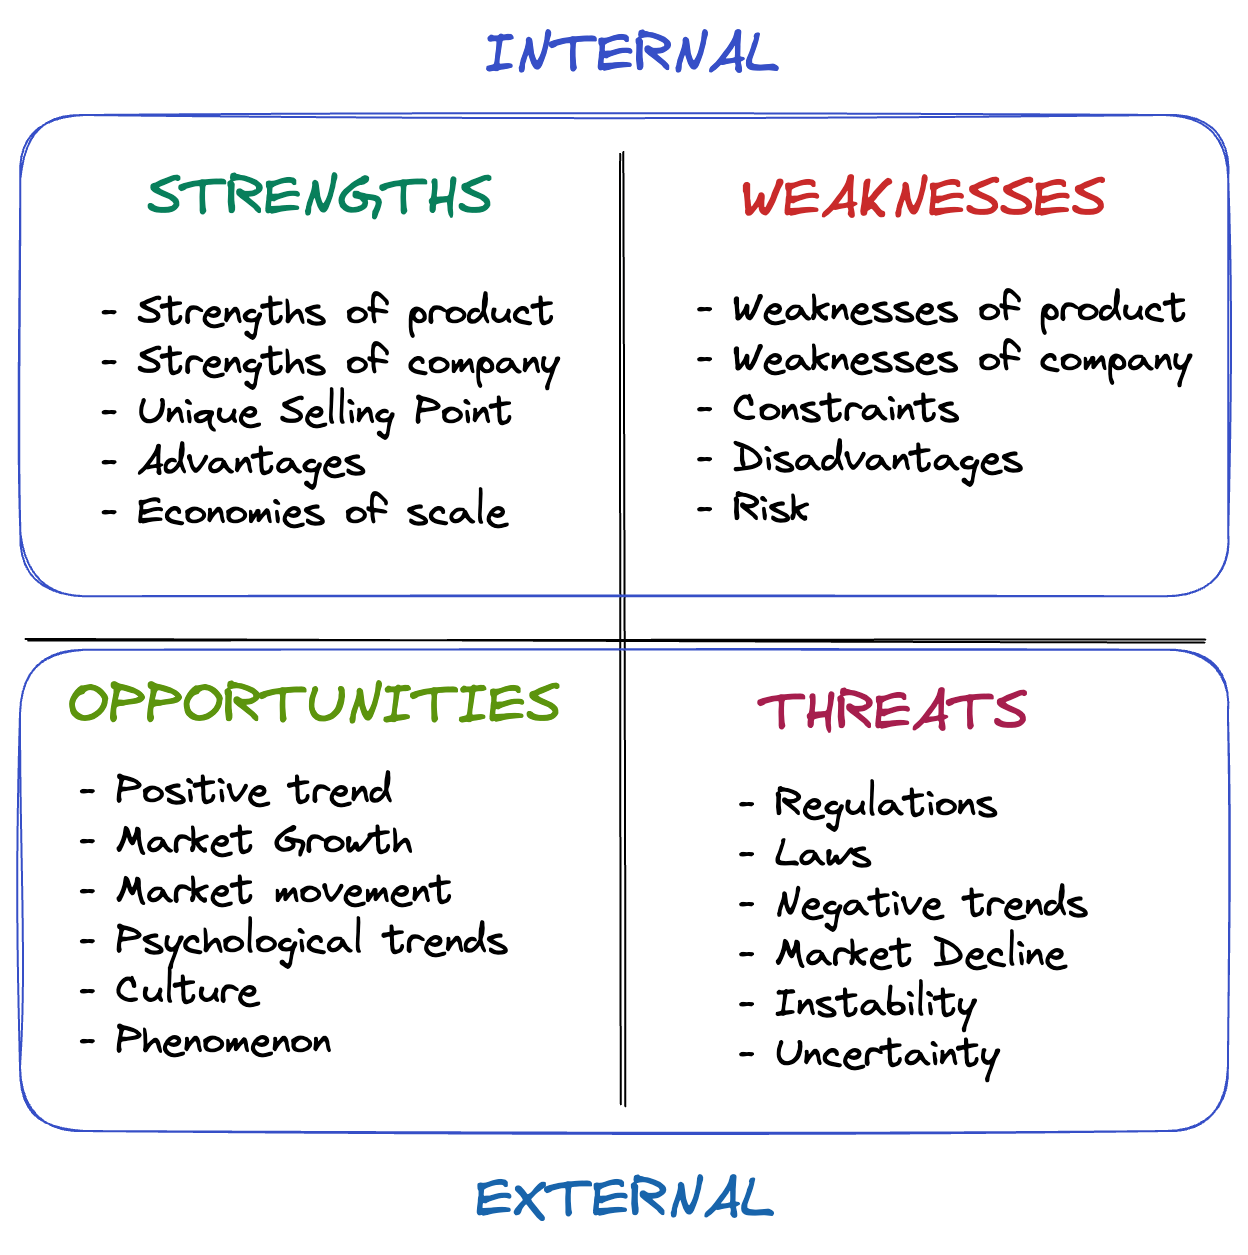 INTERNAL
STRENGTHS
- Strengths of product
- Strengths of company
- Unique Selling Point
- Advantages
- Economies of scale
WEAKNESSES
- Weaknesses of product
- Weaknesses of company
- Constraints
- Disadvantages
- Risk
OPPORTUNITIES
- Positive trend
- Market Growth
- Market movement
- Psychological trends
- Culture
- Phenomenon
THREATS
- Regulations
- Laws
- Negative trends
- Market Decline
- Instability
- Uncertainty
EXTERNAL